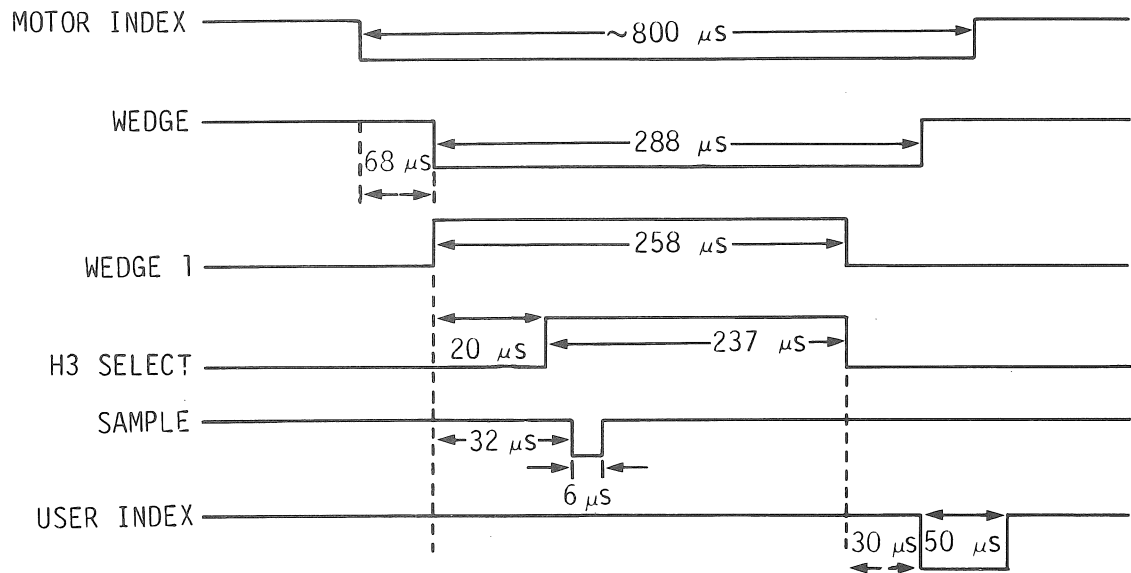 MOTOR INDEX
~800 μs
WEDGE
288 μs
68 μs
258 μs
WEDGE 1
20 μs
237 μs
H3 SELECT
SAMPLE
32 μs
6 μs
USER INDEX
30 μs
50 μs